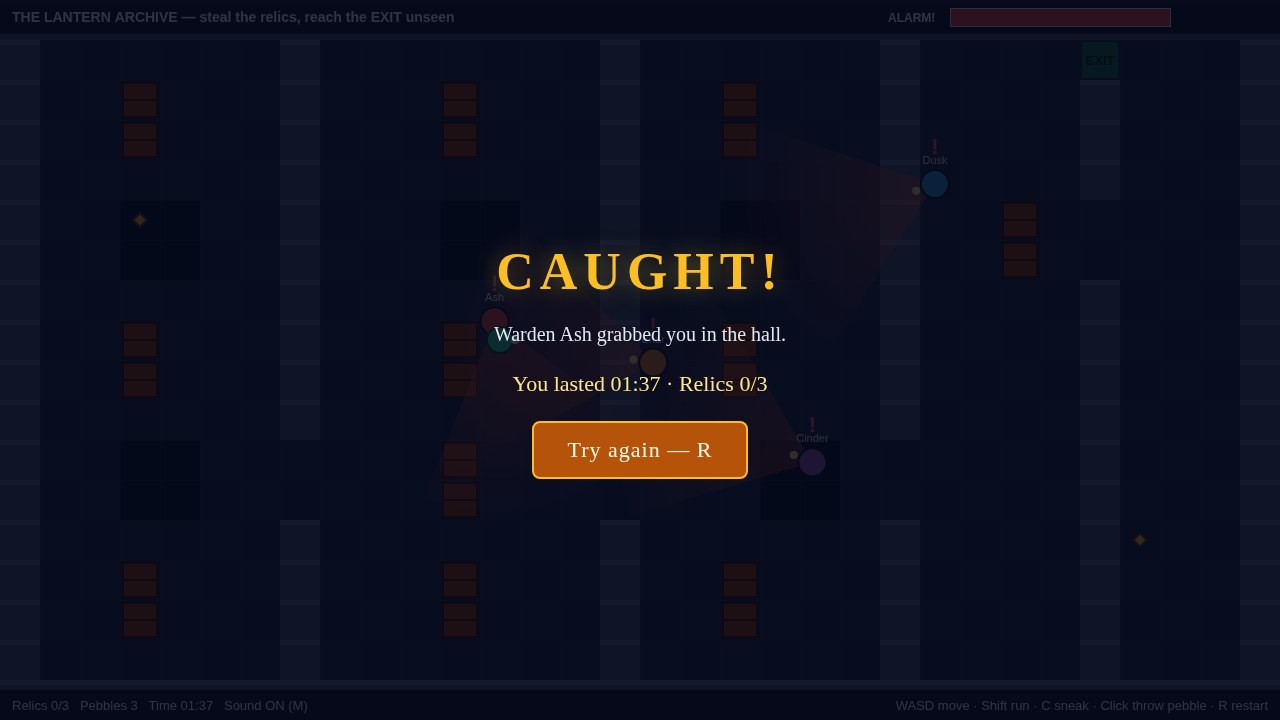 THE LANTERN ARCHIVE — steal the relics, reach the EXIT unseen
ALARM!
EXIT
!
Dusk
!
Ash
CAUGHT!
!
Warden Ash grabbed you in the hall.
You lasted 01:37 · Relics 0/3
!
Cinder
Try again — R
Relics 0/3 Pebbles 3 Time 01:37 Sound ON (M)
WASD move · Shift run · C sneak · Click throw pebble · R restart